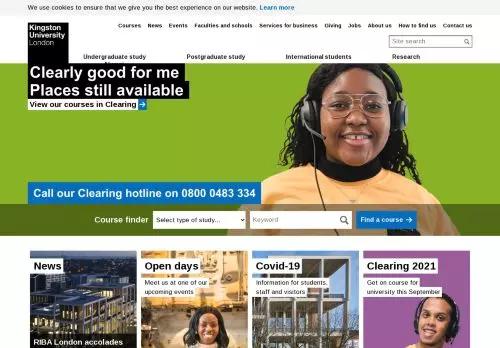 We use cookies to ensure that we give you the best experience on our website. Learn more.
Kingston
University
London
Courses News Events Faculties and schools Services for business Giving Jobs About us How to find us Contact us
Site search
Undergraduate study Postgraduate study International students Research
Clearly good for me
Places still available
View our courses in Clearing
Call our Clearing hotline on 0800 0483 334
Course finder Select type of study... Keyword Find a course
News
RIBA London accolades
Open days
Meet us at one of our
upcoming events
Covid-19
Information for students,
staff and visitors
Clearing 2021
Get on course for
university this September